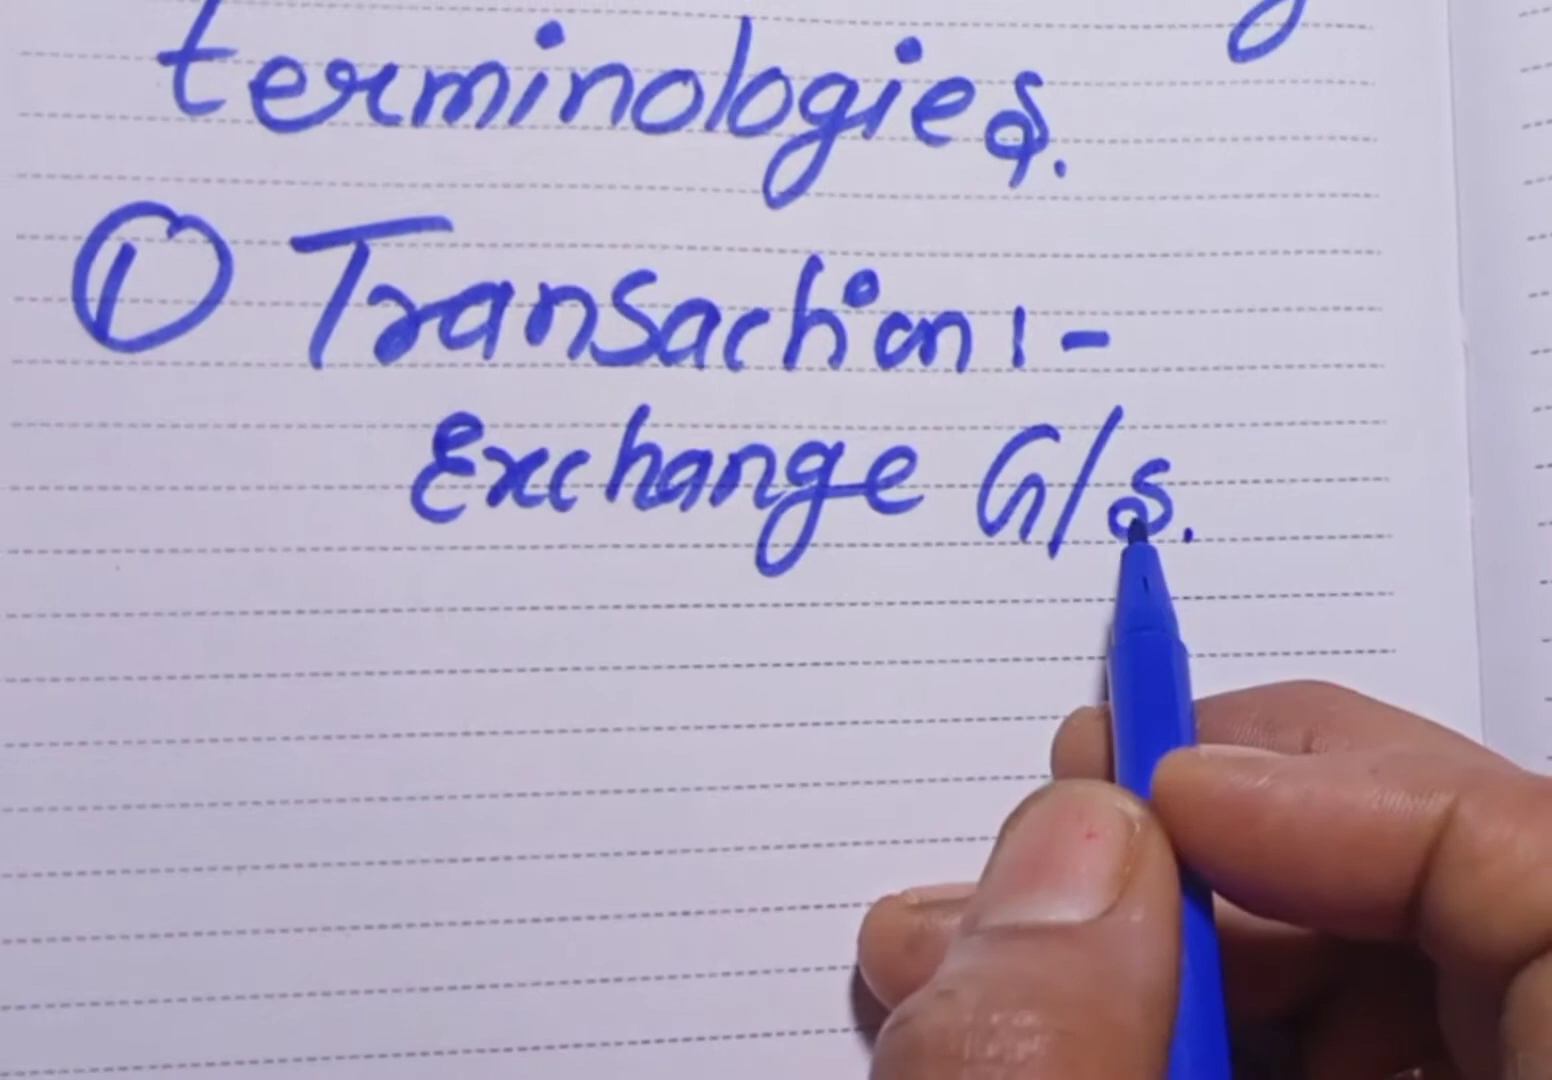 terminologies.
① Transaction :-
Exchange G/s.